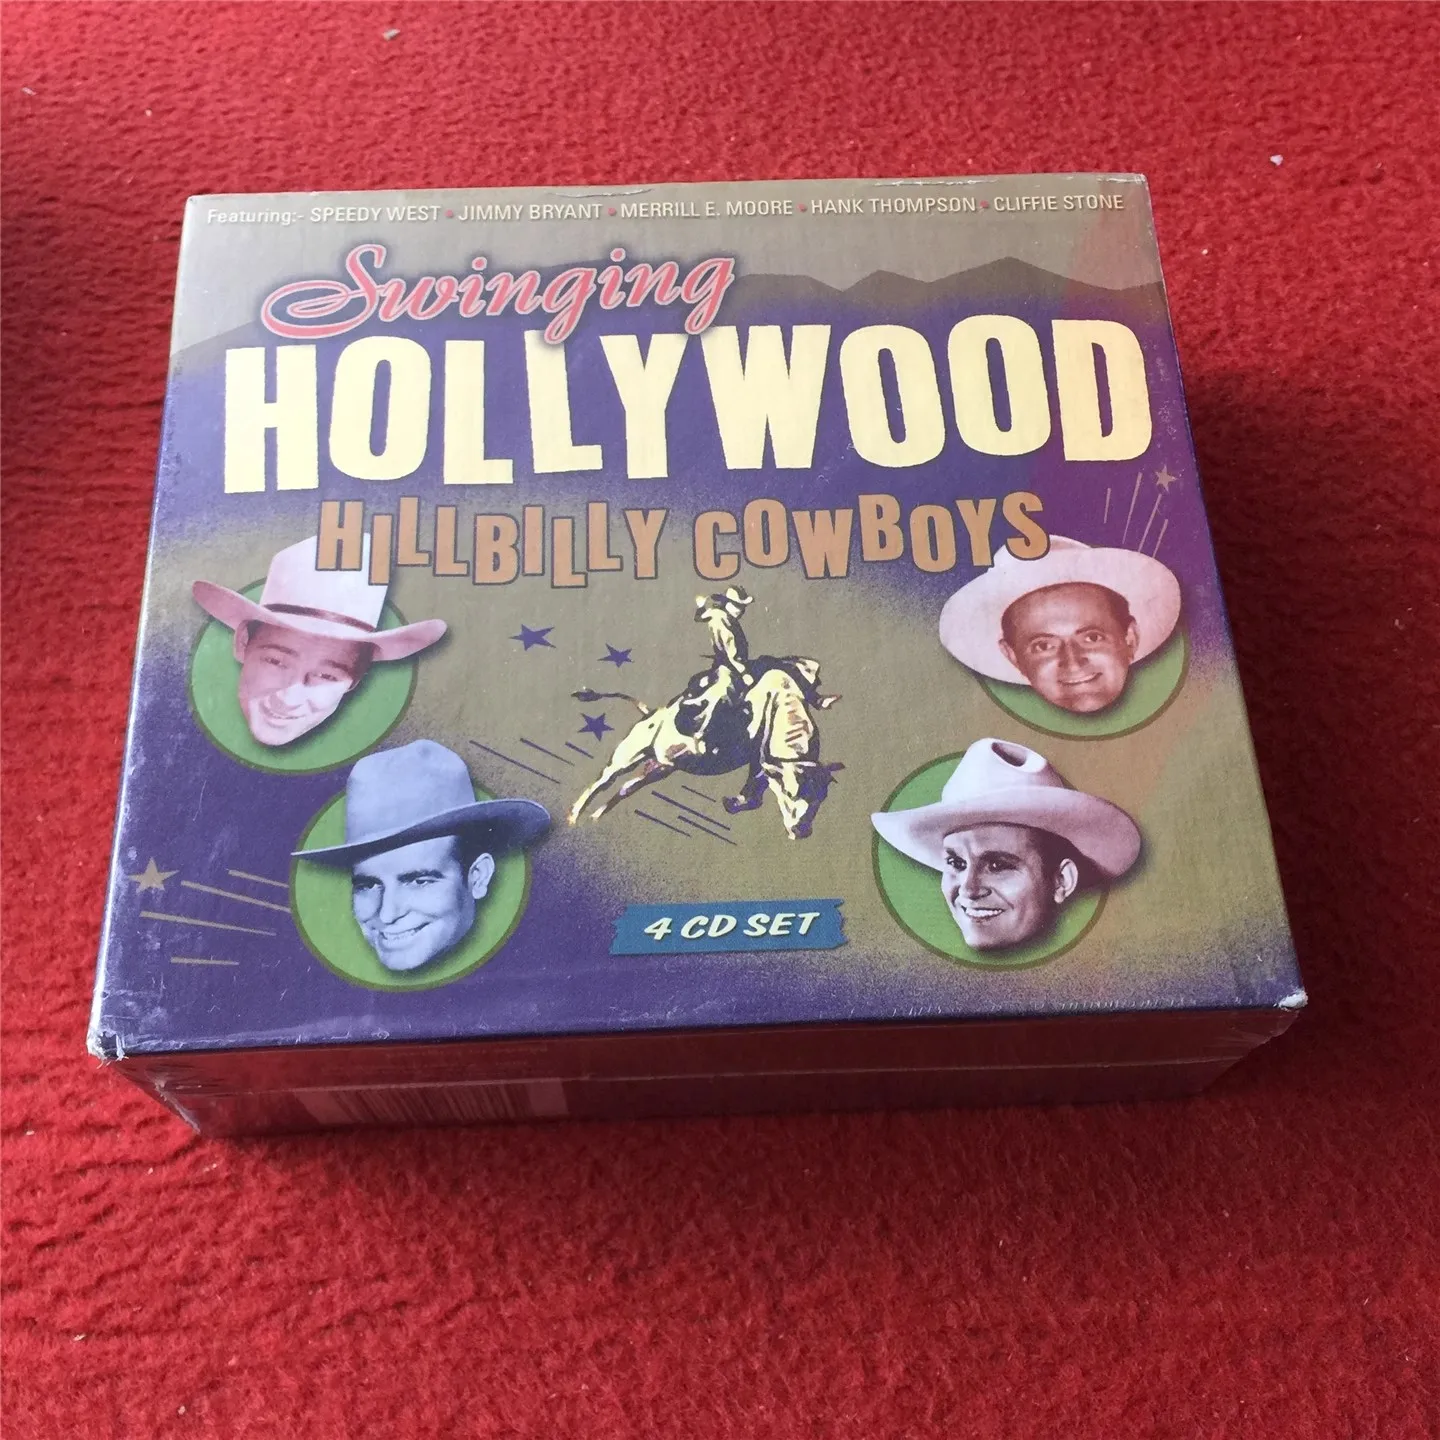 Featuring:- SPEEDY WEST • JIMMY BRYANT • MERRILL E. MOORE • HANK THOMPSON • CLIFFIE STONE
Swinging
HOLLYWOOD
HILLBILLY COWBOYS
4 CD SET